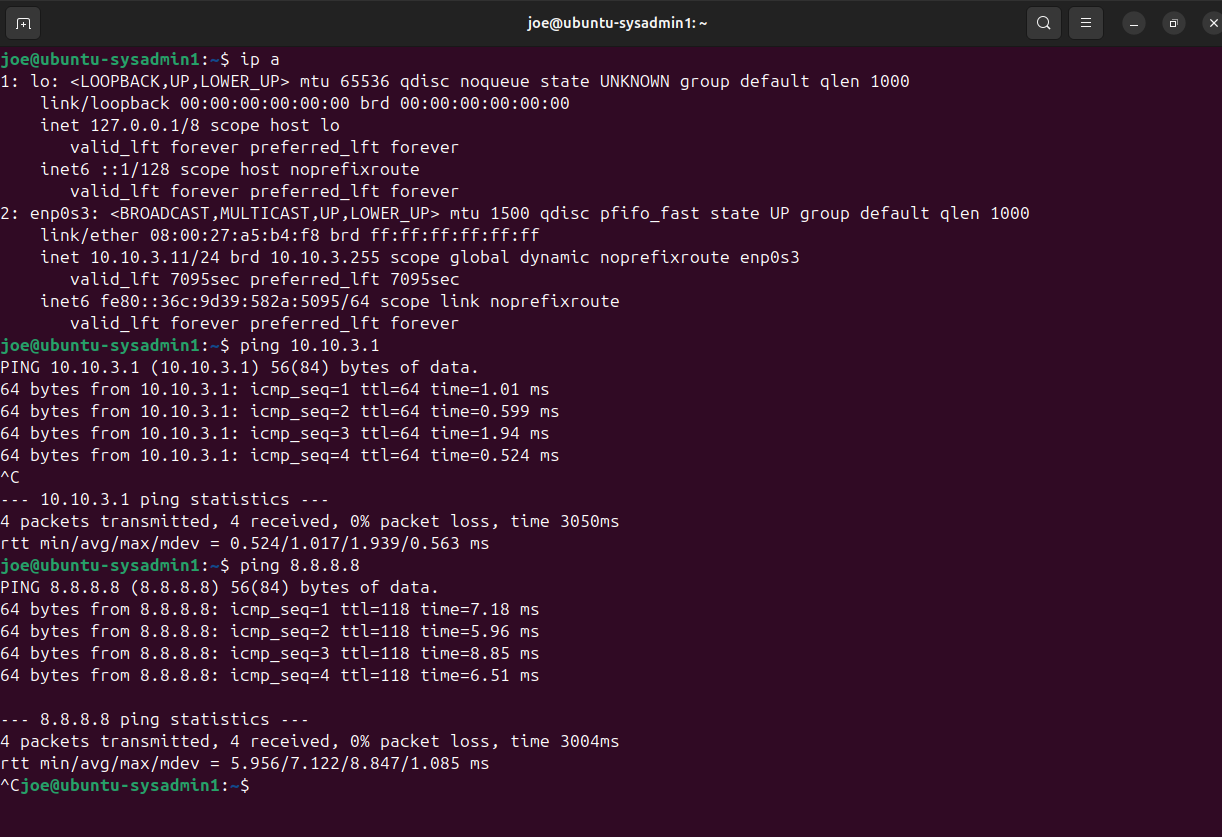 joe@ubuntu-sysadmin1: ~
joe@ubuntu-sysadmin1:~$ ip a
1: lo: <LOOPBACK,UP,LOWER_UP> mtu 65536 qdisc noqueue state UNKNOWN group default qlen 1000
    link/loopback 00:00:00:00:00:00 brd 00:00:00:00:00:00
    inet 127.0.0.1/8 scope host lo
       valid_lft forever preferred_lft forever
    inet6 ::1/128 scope host noprefixroute
       valid_lft forever preferred_lft forever
2: enp0s3: <BROADCAST,MULTICAST,UP,LOWER_UP> mtu 1500 qdisc pfifo_fast state UP group default qlen 1000
    link/ether 08:00:27:a5:b4:f8 brd ff:ff:ff:ff:ff:ff
    inet 10.10.3.11/24 brd 10.10.3.255 scope global dynamic noprefixroute enp0s3
       valid_lft 7095sec preferred_lft 7095sec
    inet6 fe80::36c:9d39:582a:5095/64 scope link noprefixroute
       valid_lft forever preferred_lft forever
joe@ubuntu-sysadmin1:~$ ping 10.10.3.1
PING 10.10.3.1 (10.10.3.1) 56(84) bytes of data.
64 bytes from 10.10.3.1: icmp_seq=1 ttl=64 time=1.01 ms
64 bytes from 10.10.3.1: icmp_seq=2 ttl=64 time=0.599 ms
64 bytes from 10.10.3.1: icmp_seq=3 ttl=64 time=1.94 ms
64 bytes from 10.10.3.1: icmp_seq=4 ttl=64 time=0.524 ms
^C
--- 10.10.3.1 ping statistics ---
4 packets transmitted, 4 received, 0% packet loss, time 3050ms
rtt min/avg/max/mdev = 0.524/1.017/1.939/0.563 ms
joe@ubuntu-sysadmin1:~$ ping 8.8.8.8
PING 8.8.8.8 (8.8.8.8) 56(84) bytes of data.
64 bytes from 8.8.8.8: icmp_seq=1 ttl=118 time=7.18 ms
64 bytes from 8.8.8.8: icmp_seq=2 ttl=118 time=5.96 ms
64 bytes from 8.8.8.8: icmp_seq=3 ttl=118 time=8.85 ms
64 bytes from 8.8.8.8: icmp_seq=4 ttl=118 time=6.51 ms

--- 8.8.8.8 ping statistics ---
4 packets transmitted, 4 received, 0% packet loss, time 3004ms
rtt min/avg/max/mdev = 5.956/7.122/8.847/1.085 ms
^Cjoe@ubuntu-sysadmin1:~$